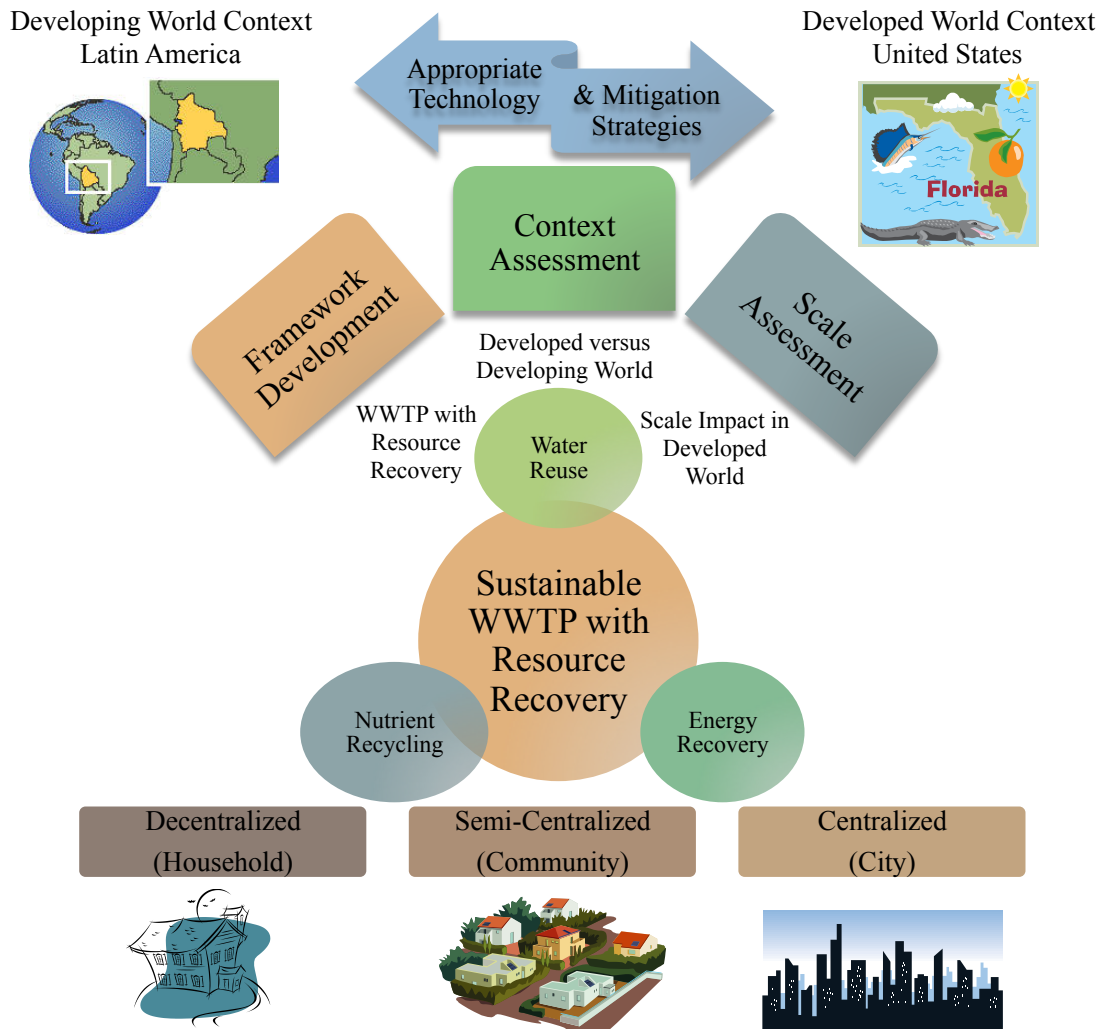 Developing World Context
Latin America
Appropriate
Technology
& Mitigation
Strategies
Developed World Context
United States
Florida
Framework
Development
Context
Assessment
Scale
Assessment
Developed versus
Developing World
WWTP with
Resource
Recovery
Water
Reuse
Scale Impact in
Developed
World
Sustainable
WWTP with
Resource
Recovery
Nutrient
Recycling
Energy
Recovery
Decentralized
(Household)
Semi-Centralized
(Community)
Centralized
(City)